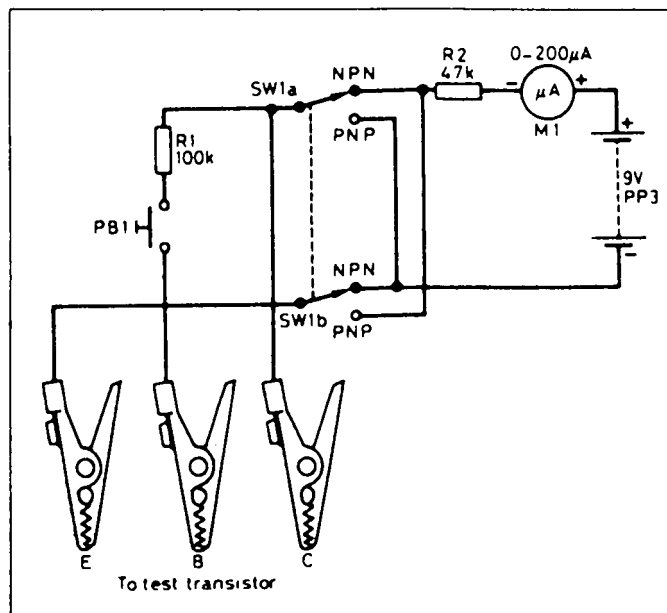 0-200µA
R2
47k
NPN
SW1a
-
µA
+
M1
PNP
+
R1
100k
9V
PP3
PB1
NPN
-
SW1b
PNP
E
B
C
To test transistor